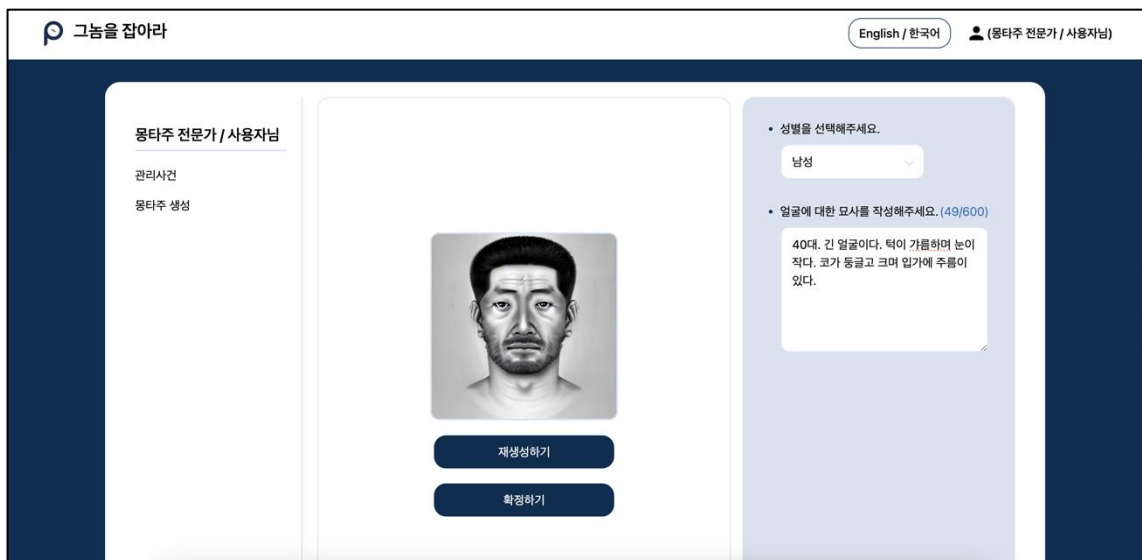 그놈을 잡아라
English / 한국어
(몽타주 전문가 / 사용자님)
몽타주 전문가 / 사용자님
관리사건
몽타주 생성
재생성하기
확정하기
• 성별을 선택해주세요.
남성
• 얼굴에 대한 묘사를 작성해주세요. (49/600)
40대. 긴 얼굴이다. 턱이 갸름하며 눈이
작다. 코가 둥글고 크며 입가에 주름이
있다.